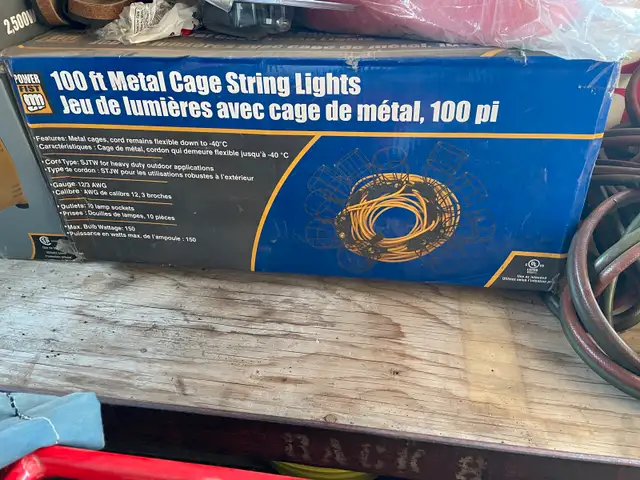 2,500
POWER
FIST
100 ft Metal Cage String Lights
Jeu de lumières avec cage de métal, 100 pi
Features: Metal cages, cord remains flexible down to -40°C
Caractéristiques : Cage de métal, cordon qui demeure flexible jusqu'à -40 °C
• Cord Type: SJTW for heavy duty outdoor applications
• Type de cordon : STJW pour les utilisations robustes à l'extérieur
• Gauge: 12/3 AWG
• Calibre : AWG de calibre 12, 3 broches
• Outlets: 10 lamp sockets
• Prises : Douilles de lampes, 10 pièces
• Max. Bulb Wattage: 150
• Puissance en watts max. de l'ampoule : 150
UL
LISTED
BACK